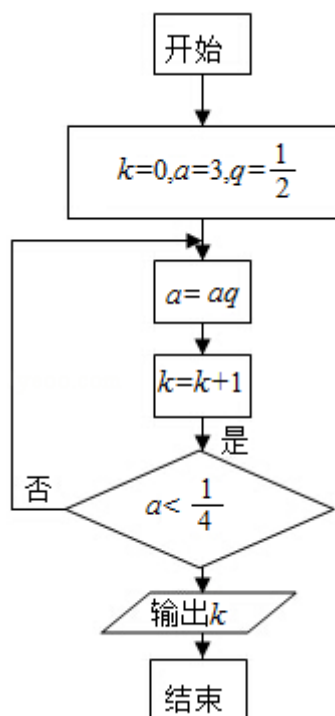 开始
k=0,a=3,q=1/2
a=aq
k=k+1
是
否
a<1/4
输出k
结束